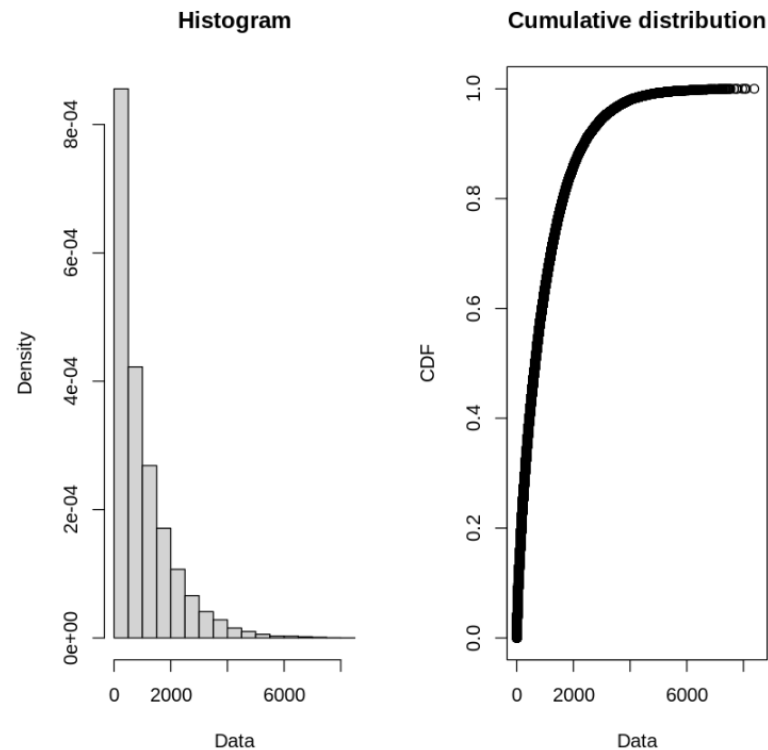 Histogram
Density
0e+00 2e-04 4e-04 6e-04 8e-04
0 2000 6000
Data
Cumulative distribution
CDF
0.0 0.2 0.4 0.6 0.8 1.0
0 2000 6000
Data